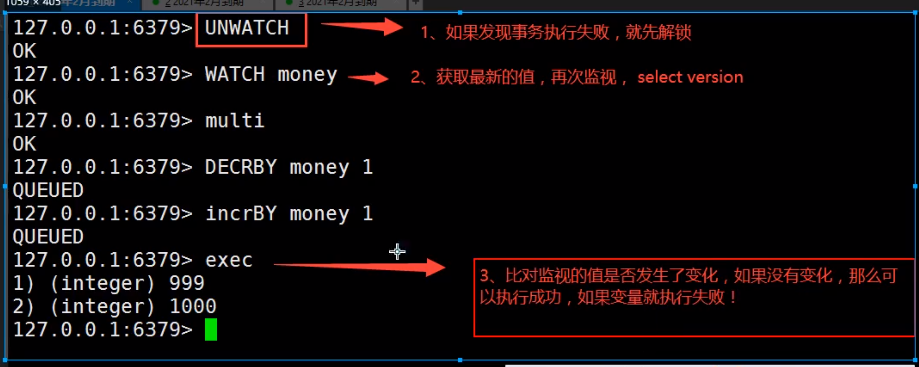 1059 × 405
年2月到期
2 2021年2月到期
3 2021年2月到期
127.0.0.1:6379> UNWATCH
1、如果发现事务执行失败，就先解锁
OK
127.0.0.1:6379> WATCH money
2、获取最新的值，再次监视， select version
OK
127.0.0.1:6379> multi
OK
127.0.0.1:6379> DECRBY money 1
QUEUED
127.0.0.1:6379> incrBY money 1
QUEUED
127.0.0.1:6379> exec
3、比对监视的值是否发生了变化，如果没有变化，那么可
以执行成功，如果变量就执行失败！
1) (integer) 999
2) (integer) 1000
127.0.0.1:6379>